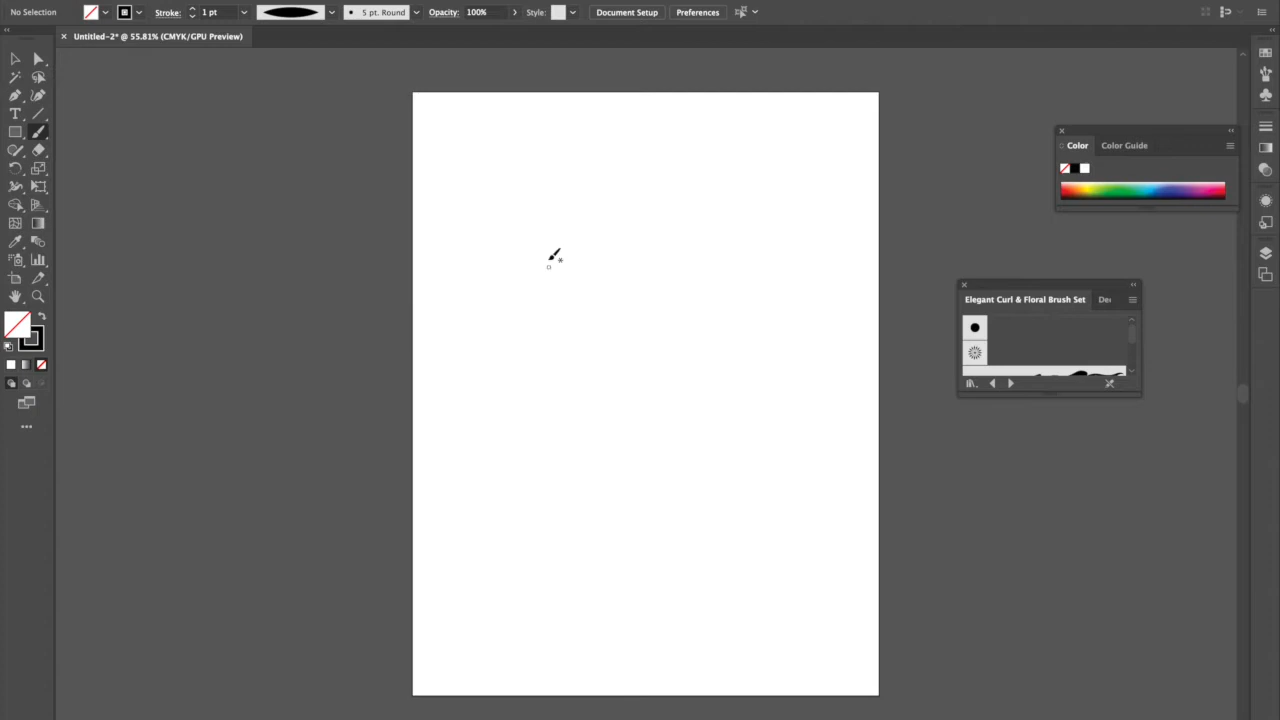 No Selection Stroke: 1 pt 5 pt. Round Opacity: 100% Style: Document Setup Preferences
Untitled-2* @ 55.81% (CMYK/GPU Preview)
Color Color Guide
Elegant Curl & Floral Brush Set De